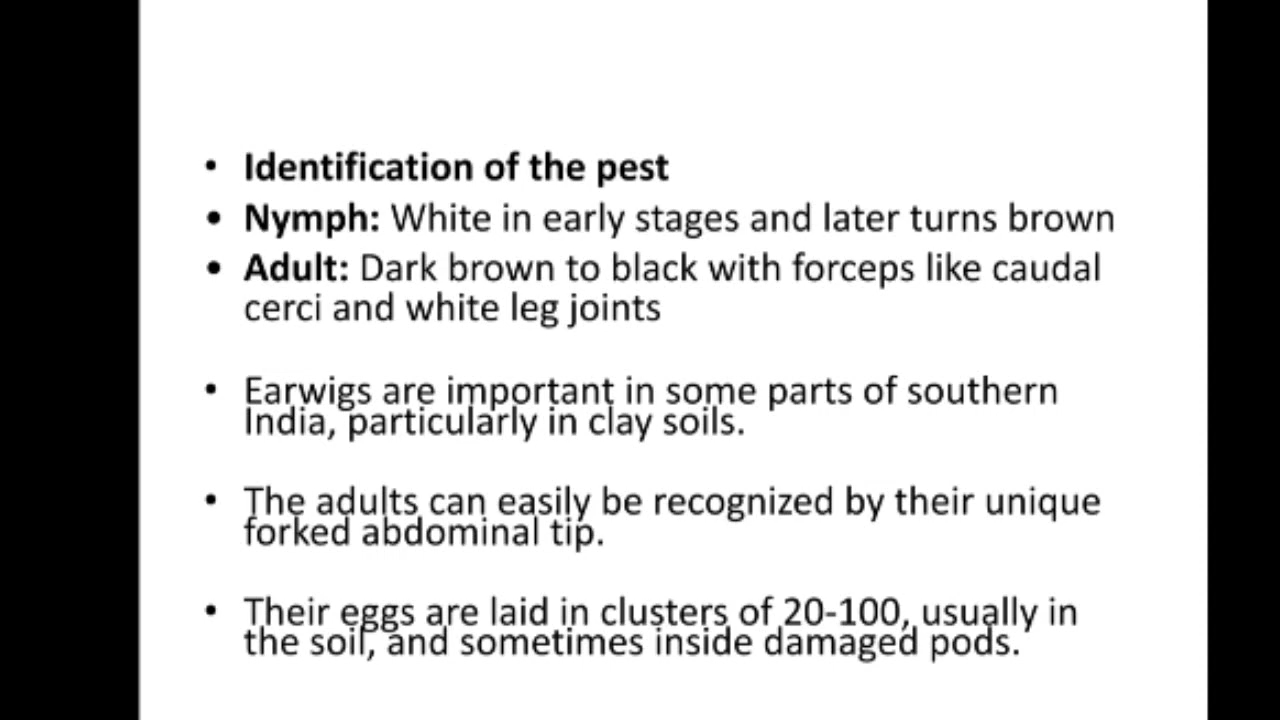 • Identification of the pest
• Nymph: White in early stages and later turns brown
• Adult: Dark brown to black with forceps like caudal
cerci and white leg joints
• Earwigs are important in some parts of southern
India, particularly in clay soils.
• The adults can easily be recognized by their unique
forked abdominal tip.
• Their eggs are laid in clusters of 20-100, usually in
the soil, and sometimes inside damaged pods.